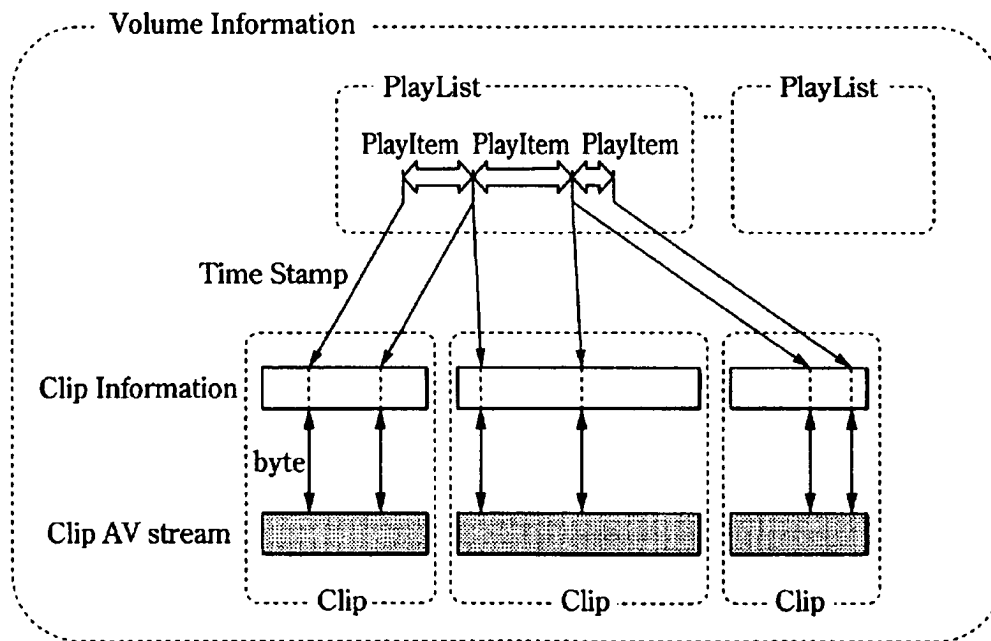 Volume Information
PlayList
PlayList
...
PlayItem PlayItem PlayItem
Time Stamp
Clip Information
byte
Clip AV stream
Clip
Clip
Clip